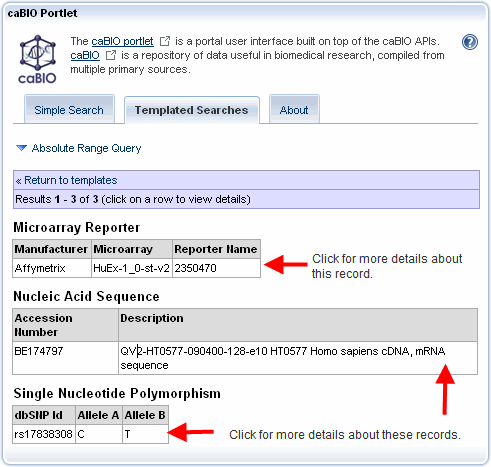 caBIO Portlet
The caBIO portlet is a portal user interface built on top of the caBIO APIs.
caBIO is a repository of data useful in biomedical research, compiled from
multiple primary sources.
caBIO
Simple Search Templated Searches About
Absolute Range Query
« Return to templates
Results 1 - 3 of 3 (click on a row to view details)
Microarray Reporter
Manufacturer Microarray Reporter Name
Affymetrix HuEx-1_0-st-v2 2350470
Click for more details about
this record.
Nucleic Acid Sequence
Accession Number Description
BE174797 QV2-HT0577-090400-128-e10 HT0577 Homo sapiens cDNA, mRNA
sequence
Single Nucleotide Polymorphism
dbSNP Id Allele A Allele B
rs17838308 C T
Click for more details about these records.